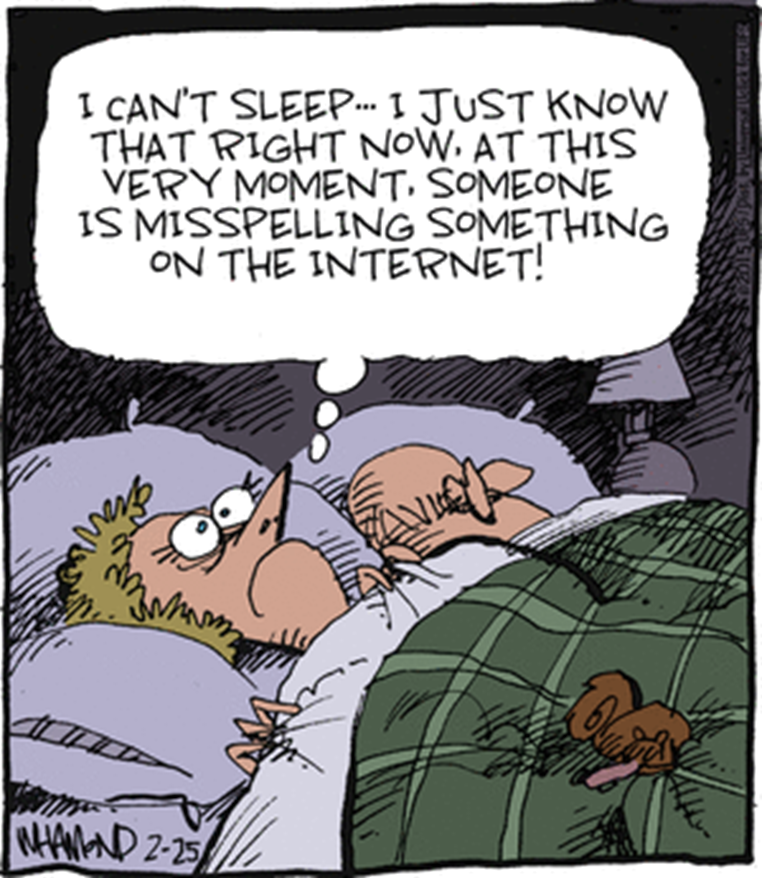 I CAN'T SLEEP... I JUST KNOW
THAT RIGHT NOW, AT THIS
VERY MOMENT, SOMEONE
IS MISSPELLING SOMETHING
ON THE INTERNET!
WHAMOND 2-25